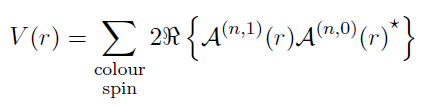 V(r) = ∑ 2ℜ { 𝒜^{(n,1)}(r) 𝒜^{(n,0)}(r)^⋆ }
colour
spin